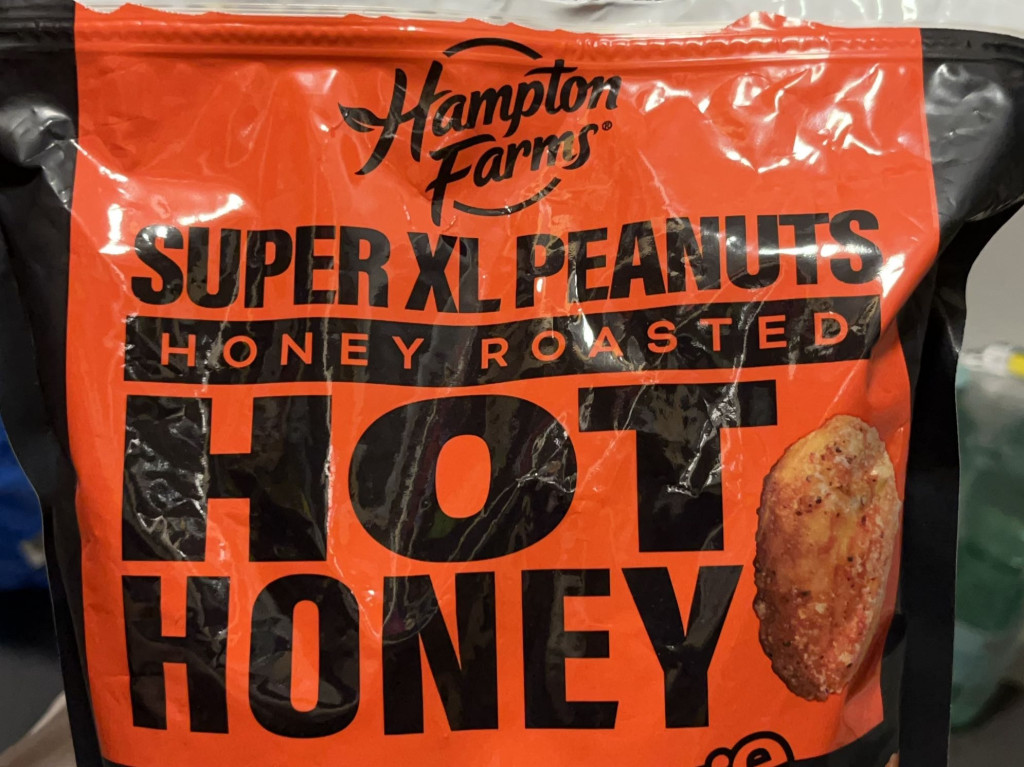 Hampton
Farms®
SUPER XL PEANUTS
HONEY ROASTED
HOT
HONEY